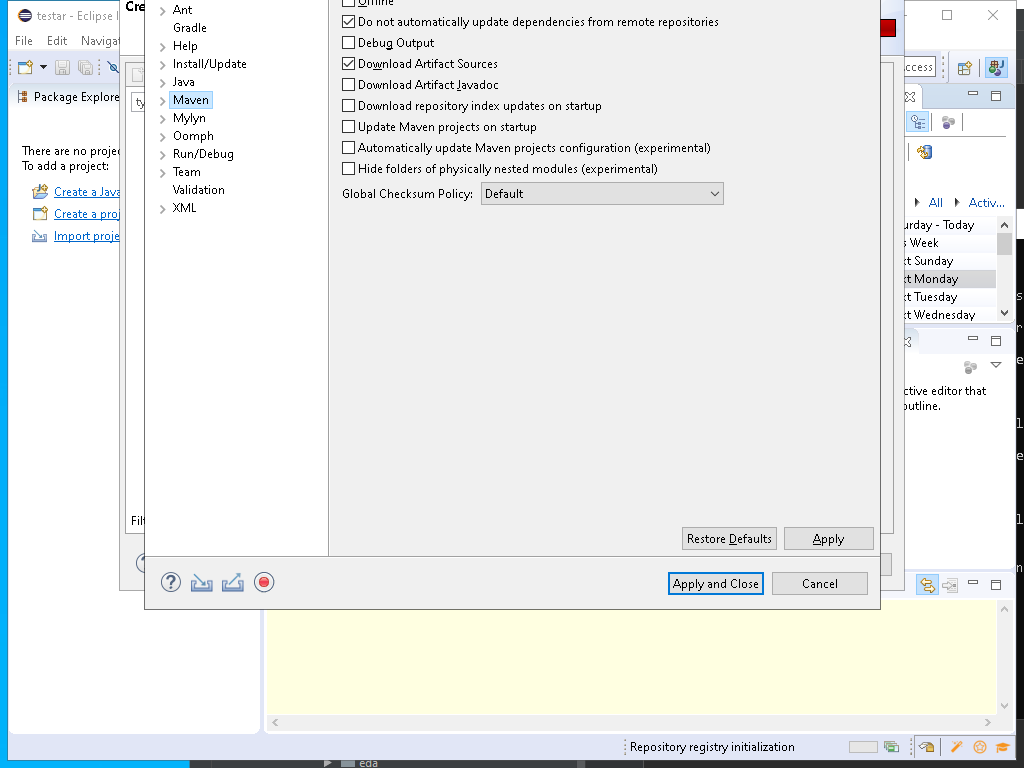 testar - Eclipse I
Cre
File Edit Navigat
ccess
Package Explore
ty
There are no projec
To add a project:
Create a Java
Create a proj
Import proje
Ant
Gradle
Help
Install/Update
Java
Maven
Mylyn
Oomph
Run/Debug
Team
Validation
XML
Offline
Do not automatically update dependencies from remote repositories
Debug Output
Download Artifact Sources
Download Artifact Javadoc
Download repository index updates on startup
Update Maven projects on startup
Automatically update Maven projects configuration (experimental)
Hide folders of physically nested modules (experimental)
Global Checksum Policy: Default
All Activ...
urday - Today
s Week
xt Sunday
xt Monday
xt Tuesday
xt Wednesday
ctive editor that
outline.
Filt
Restore Defaults Apply
Apply and Close Cancel
Repository registry initialization
eda